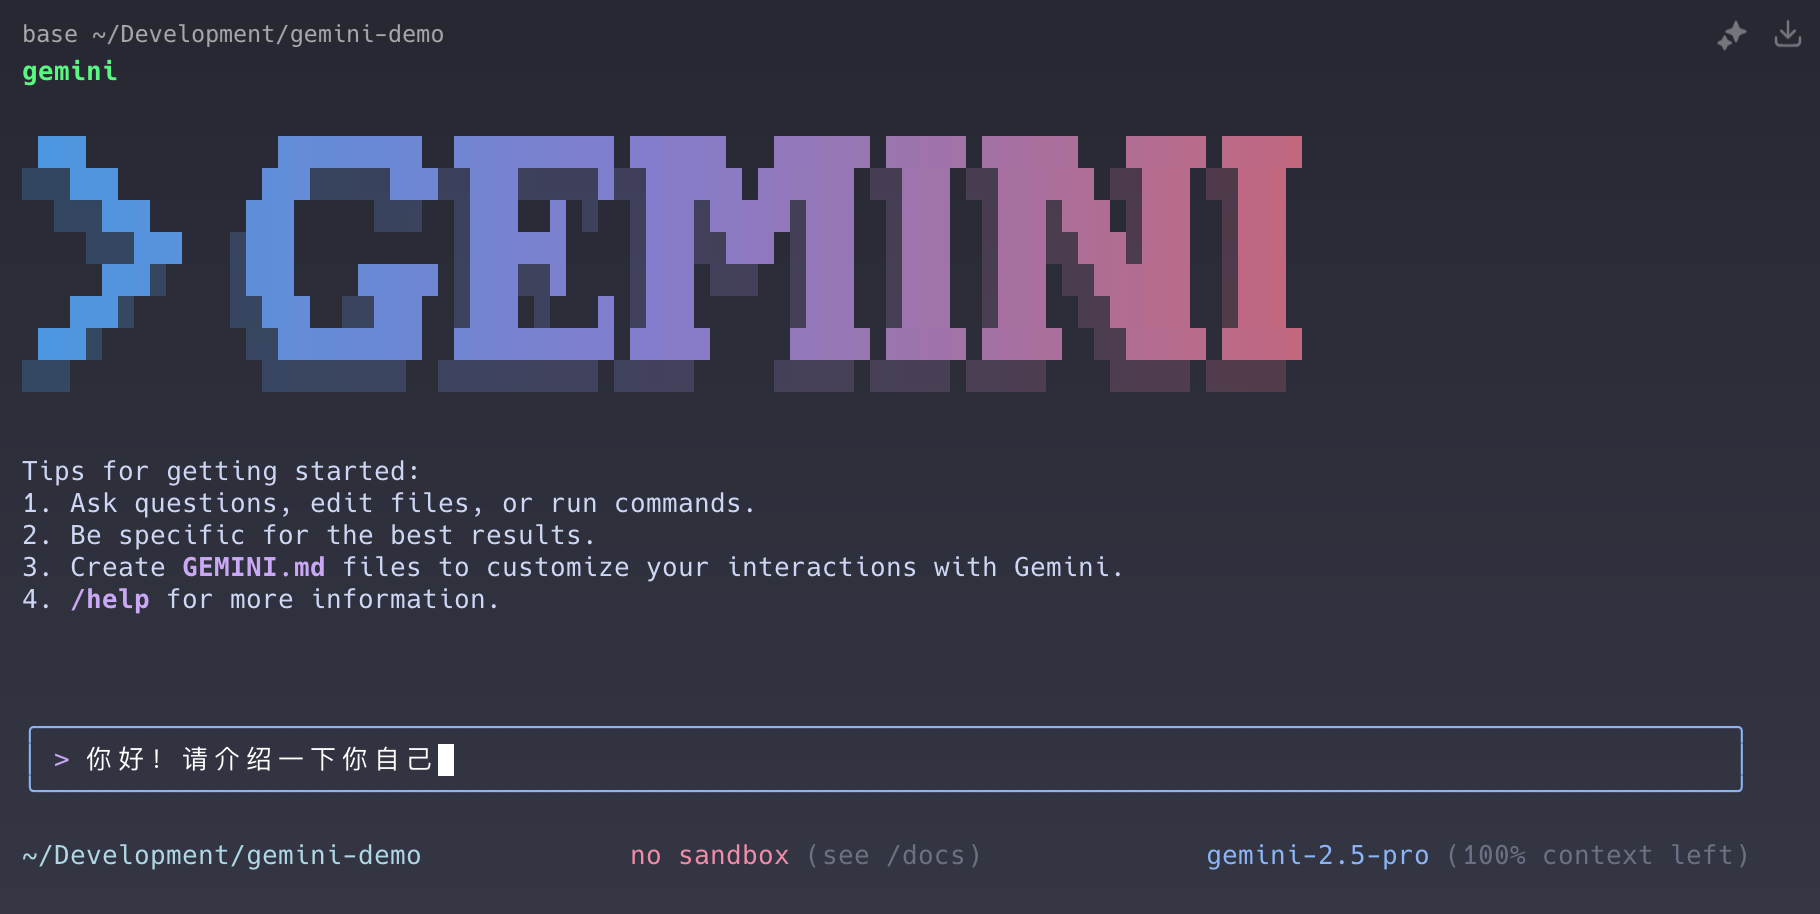 base ~/Development/gemini-demo
gemini
> GEMINI
Tips for getting started:
1. Ask questions, edit files, or run commands.
2. Be specific for the best results.
3. Create GEMINI.md files to customize your interactions with Gemini.
4. /help for more information.
> 你好！请介绍一下你自己
~/Development/gemini-demo no sandbox (see /docs) gemini-2.5-pro (100% context left)